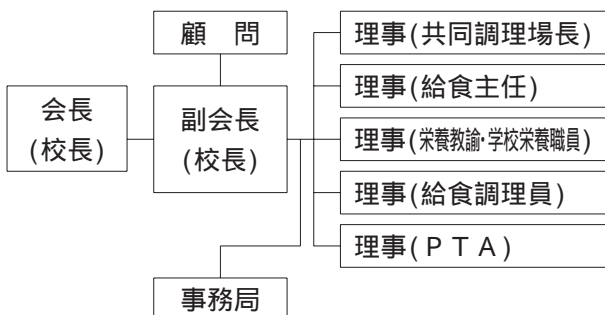 顧　問
会長
(校長)
副会長
(校長)
事務局
理事(共同調理場長)
理事(給食主任)
理事(栄養教諭・学校栄養職員)
理事(給食調理員)
理事(ＰＴＡ)